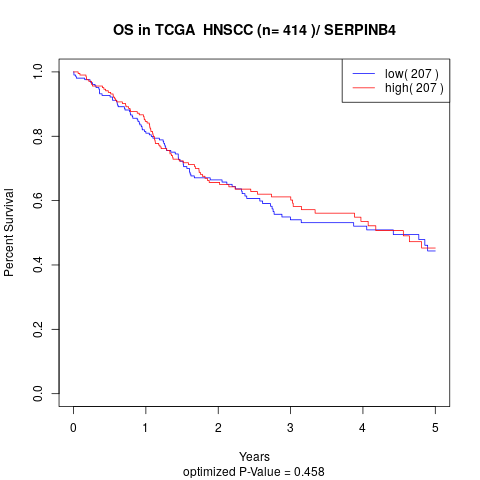 OS in TCGA  HNSCC (n= 414 )/ SERPINB4
low( 207 )
high( 207 )
Percent Survival
1.0
0.8
0.6
0.4
0.2
0.0
0 1 2 3 4 5
Years
optimized P-Value = 0.458